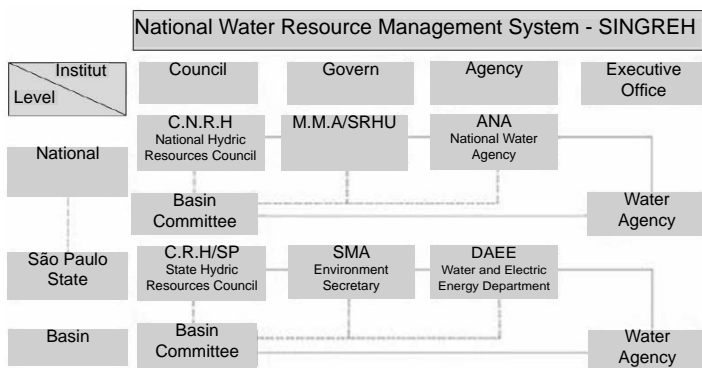 National Water Resource Management System - SINGREH
Institut
Level
Council
Govern
Agency
Executive
Office
National
C.N.R.H
National Hydric
Resources Council
M.M.A/SRHU
ANA
National Water
Agency
Basin
Committee
Water
Agency
São Paulo
State
C.R.H/SP
State Hydric
Resources Council
SMA
Environment
Secretary
DAEE
Water and Electric
Energy Department
Basin
Basin
Committee
Water
Agency